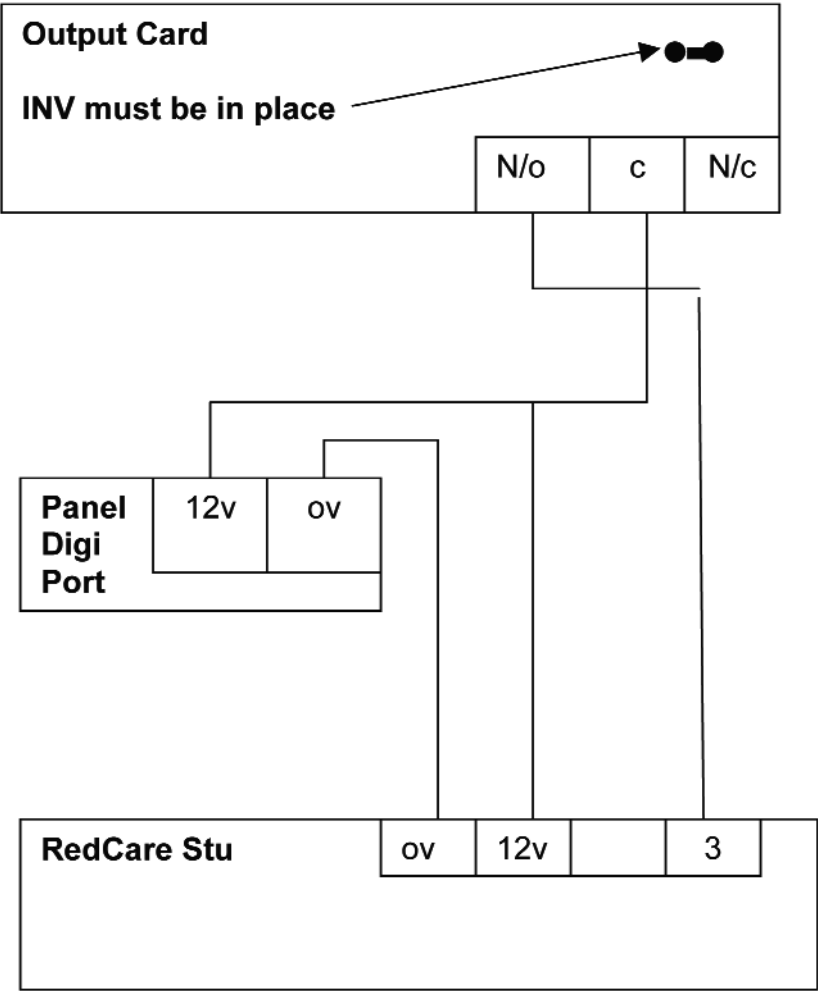 Output Card
INV must be in place
N/o c N/c
Panel
Digi
Port
12v ov
RedCare Stu
ov 12v 3